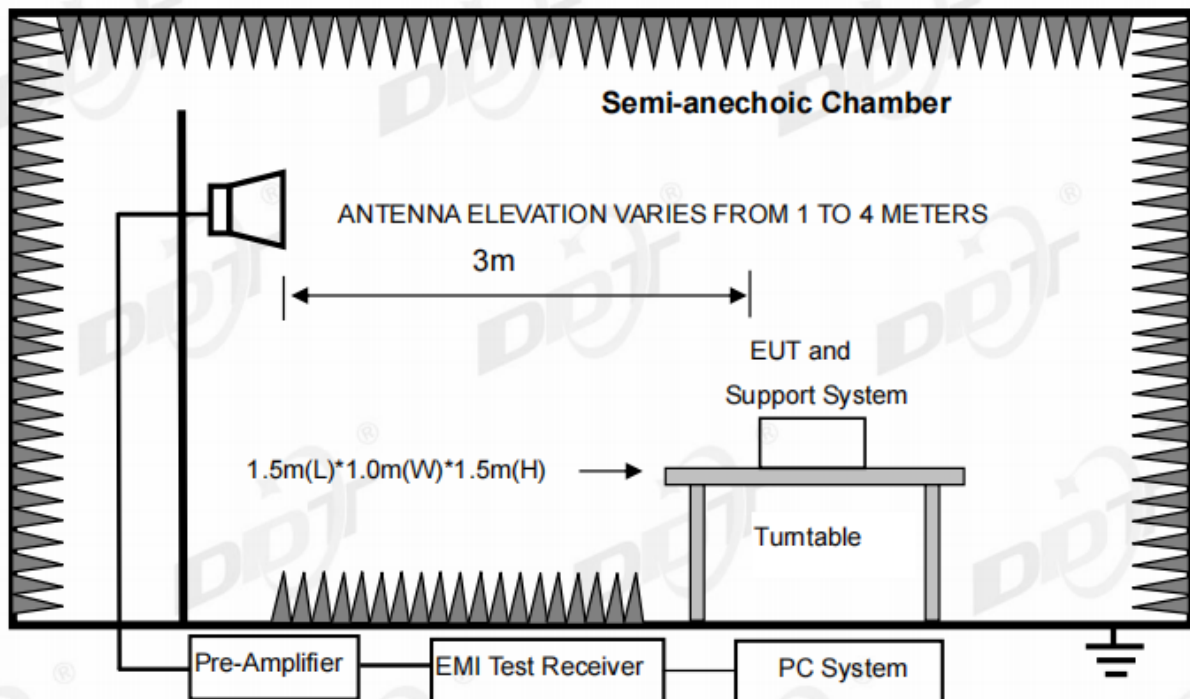 Semi-anechoic Chamber
ANTENNA ELEVATION VARIES FROM 1 TO 4 METERS
3m
EUT and
Support System
1.5m(L)*1.0m(W)*1.5m(H)
Turntable
Pre-Amplifier
EMI Test Receiver
PC System
DDT®